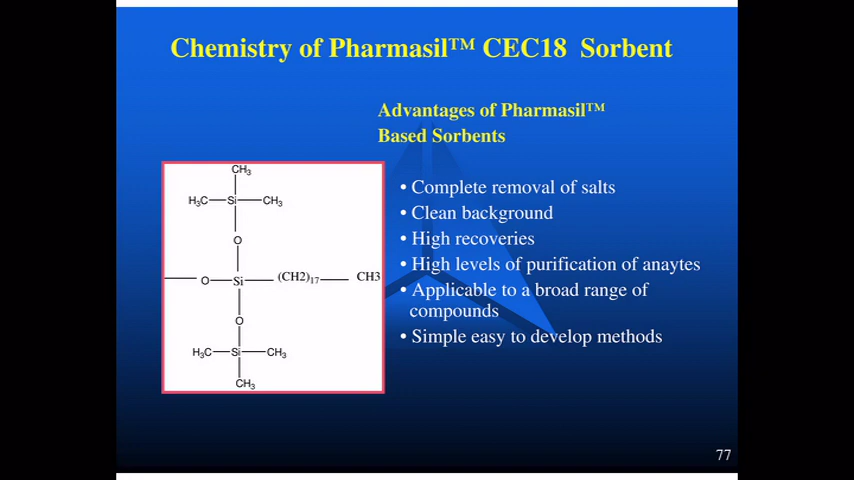 Chemistry of Pharmasil™ CEC18 Sorbent
Advantages of Pharmasil™
Based Sorbents
CH3
H3C—Si—CH3
O
O—Si—(CH2)17—CH3
O
H3C—Si—CH3
CH3
• Complete removal of salts
• Clean background
• High recoveries
• High levels of purification of anaytes
• Applicable to a broad range of
compounds
• Simple easy to develop methods
77